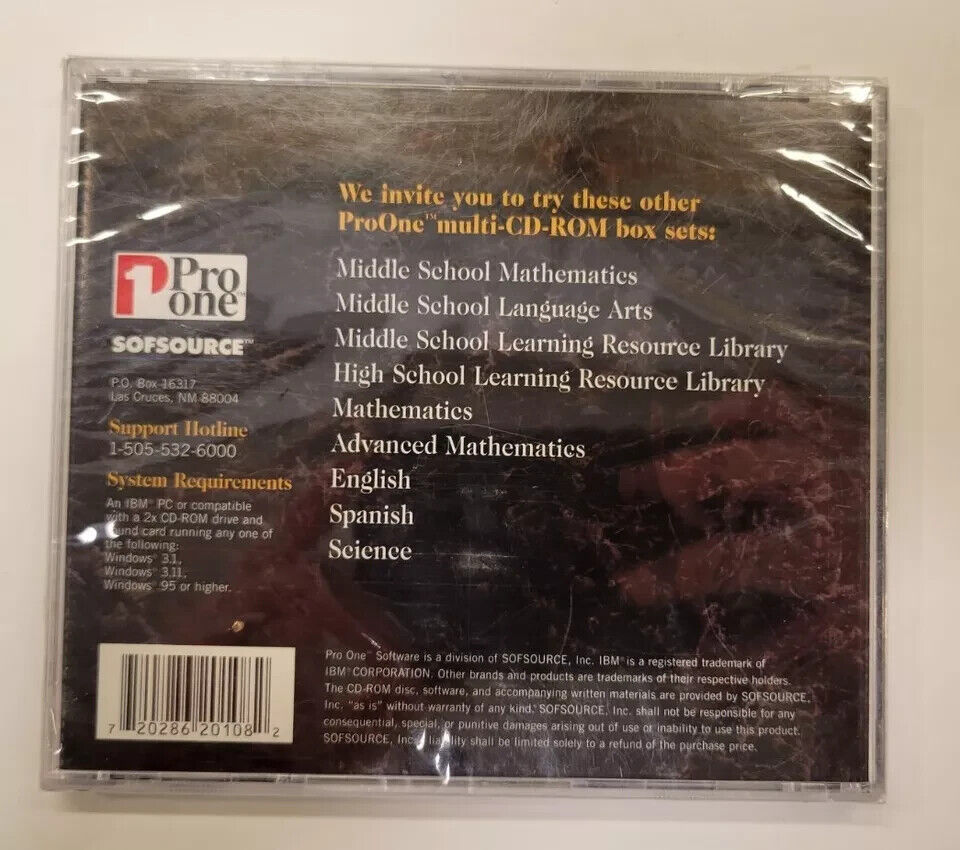 We invite you to try these other
ProOne™ multi-CD-ROM box sets:
Middle School Mathematics
Middle School Language Arts
Middle School Learning Resource Library
High School Learning Resource Library
Mathematics
Advanced Mathematics
English
Spanish
Science
1 Pro
one™
SOFSOURCE™
P.O. Box 16317
Las Cruces, NM 88004
Support Hotline
1-505-532-6000
System Requirements
An IBM® PC or compatible
with a 2x CD-ROM drive and
sound card running any one of
the following:
Windows® 3.1,
Windows® 3.11,
Windows® 95 or higher.
7 20286 20108 2
Pro One™ Software is a division of SOFSOURCE, Inc. IBM® is a registered trademark of
IBM® CORPORATION. Other brands and products are trademarks of their respective holders.
The CD-ROM disc, software, and accompanying written materials are provided by SOFSOURCE,
Inc. "as is" without warranty of any kind. SOFSOURCE, Inc. shall not be responsible for any
consequential, special, or punitive damages arising out of use or inability to use this product.
SOFSOURCE, Inc. liability shall be limited solely to a refund of the purchase price.